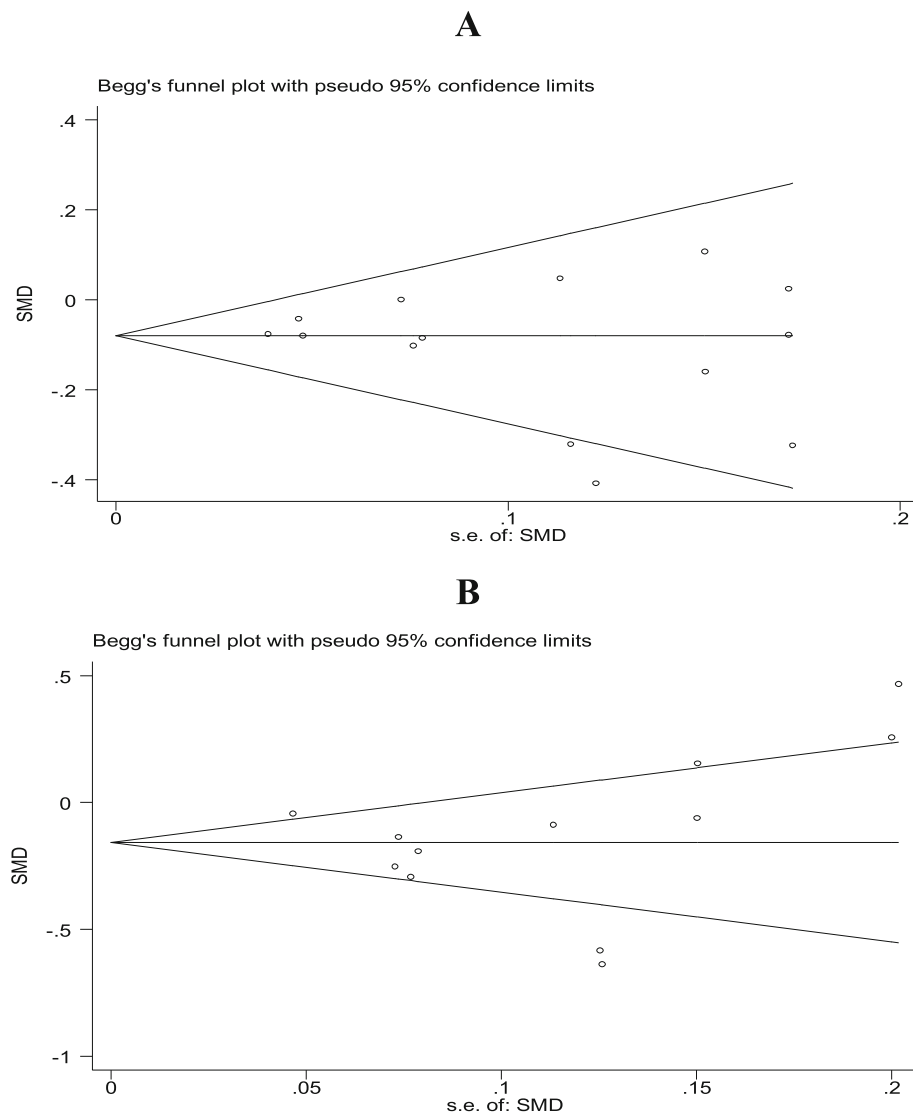 A
Begg's funnel plot with pseudo 95% confidence limits
.4
.2
0
-.2
-.4
SMD
0
.1
.2
s.e. of: SMD
B
Begg's funnel plot with pseudo 95% confidence limits
.5
0
-.5
-1
SMD
0
.05
.1
.15
.2
s.e. of: SMD